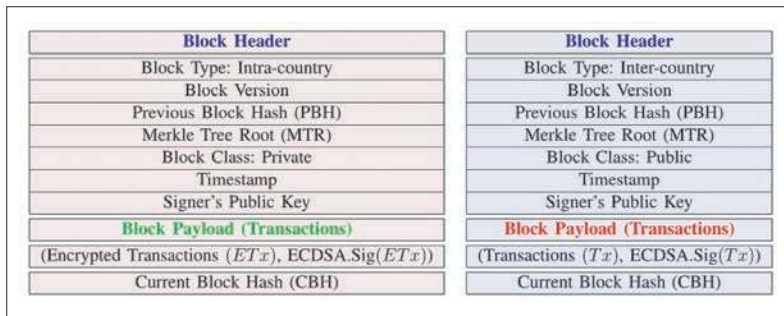 Block Header
Block Type: Intra-country
Block Version
Previous Block Hash (PBH)
Merkle Tree Root (MTR)
Block Class: Private
Timestamp
Signer's Public Key
Block Payload (Transactions)
(Encrypted Transactions (ETx), ECDSA.Sig(ETx))
Current Block Hash (CBH)
Block Header
Block Type: Inter-country
Block Version
Previous Block Hash (PBH)
Merkle Tree Root (MTR)
Block Class: Public
Timestamp
Signer's Public Key
Block Payload (Transactions)
(Transactions (Tx), ECDSA.Sig(Tx))
Current Block Hash (CBH)